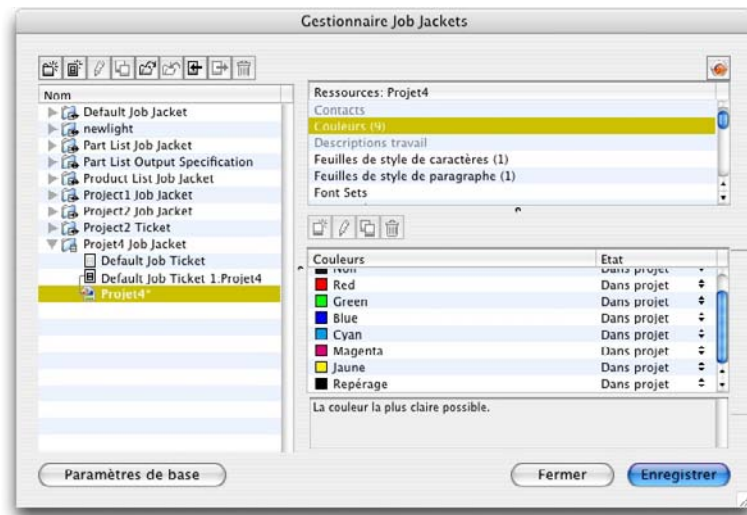 Gestionnaire Job Jackets
Nom
Default Job Jacket
newlight
Part List Job Jacket
Part List Output Specification
Product List Job Jacket
Project1 Job Jacket
Project2 Job Jacket
Project2 Ticket
Projet4 Job Jacket
Default Job Ticket
Default Job Ticket 1:Projet4
Projet4*
Ressources: Projet4
Contacts
Couleurs (9)
Descriptions travail
Feuilles de style de caractères (1)
Feuilles de style de paragraphe (1)
Font Sets
Couleurs Etat
Dans projet
Red Dans projet
Green Dans projet
Blue Dans projet
Cyan Dans projet
Magenta Dans projet
Jaune Dans projet
Repérage Dans projet
La couleur la plus claire possible.
Paramètres de base
Fermer
Enregistrer